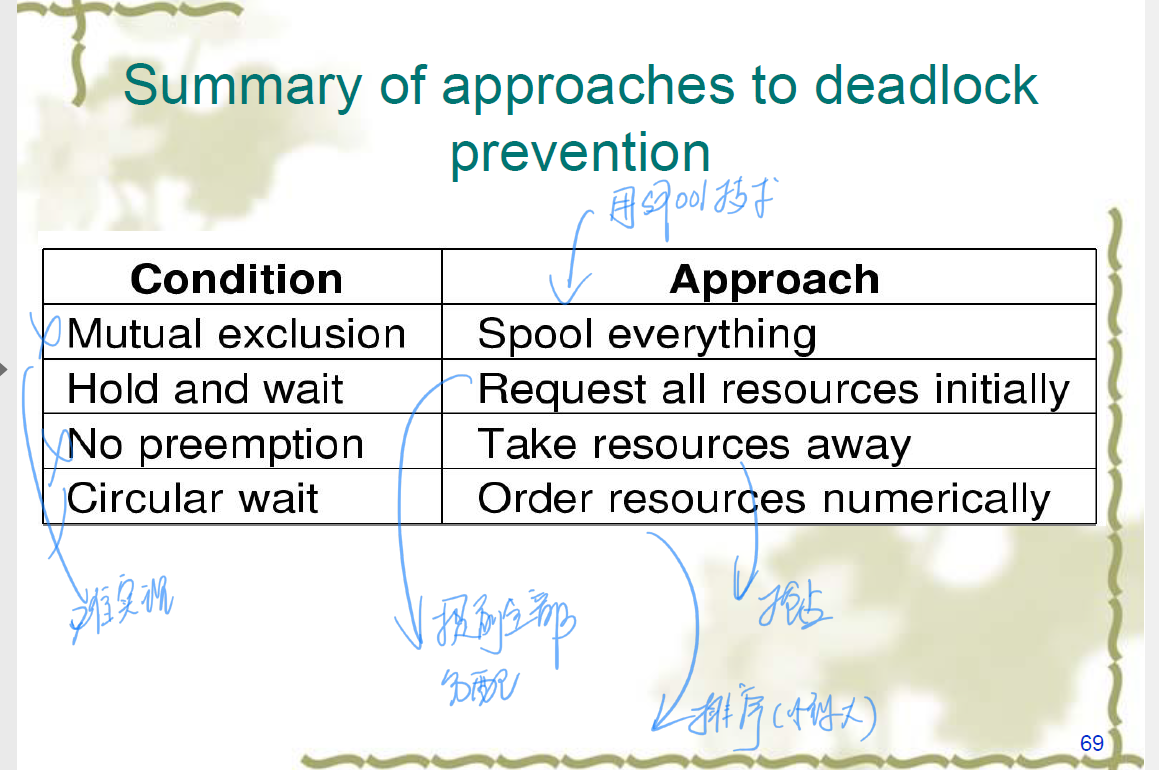 Summary of approaches to deadlock
prevention
用spool技术
Condition Approach
Mutual exclusion Spool everything
Hold and wait Request all resources initially
No preemption Take resources away
Circular wait Order resources numerically
难实现
提前全部
分配
抢占
排序(小到大)
69